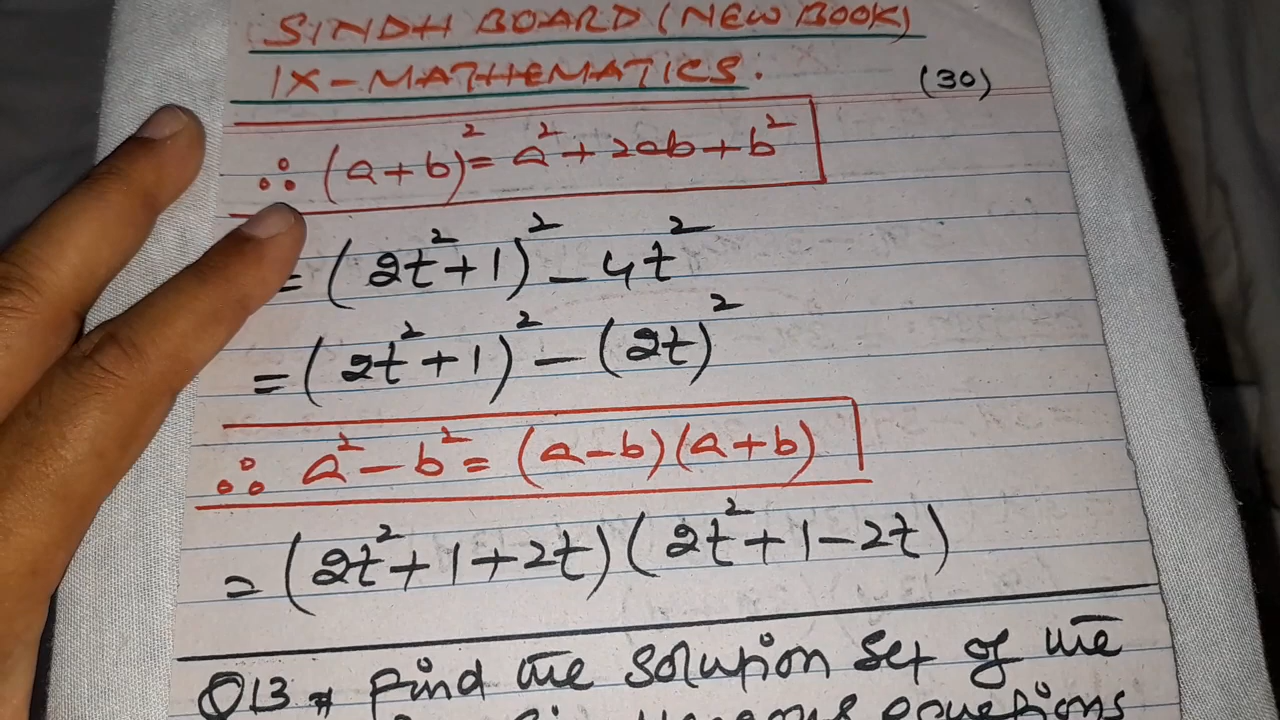 SINDH BOARD (NEW BOOK)
IX-MATHEMATICS.
(30)
∴ (a+b)² = a² + 2ab + b²
= (2t²+1)² - 4t²
= (2t²+1)² - (2t)²
∴ a² - b² = (a-b)(a+b)
= (2t²+1+2t)(2t²+1-2t)
Q13 Find the solution set of the
equations